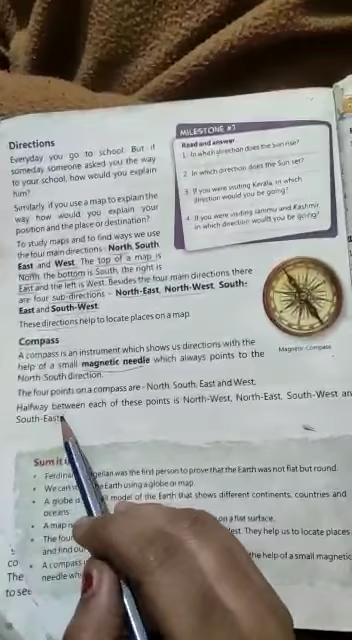 Directions
Everyday you go to school. But if
someday someone asked you the way
to your school, how would you explain
him?
Similarly, if you use a map to explain the
way how would you explain your
position and the place or destination?
To study maps and to find ways we use
the four main directions - North, South,
East and West. The top of a map is
North, the bottom is South, the right is
East and the left is West. Besides the four main directions there
are four sub-directions - North-East, North-West, South-
East and South-West.
These directions help to locate places on a map.
MILESTONE #3
Read and answer
1. In which direction does the Sun rise?
2. In which direction does the Sun set?
3. If you were visiting Kerala, in which
direction would you be going?
4. If you were visiting Jammu and Kashmir,
in which direction would you be going?
Compass
A compass is an instrument which shows us directions with the
help of a small magnetic needle which always points to the
North-South direction.
Magnetic Compass
The four points on a compass are - North, South, East and West.
Halfway between each of these points is North-West, North-East, South-West an
South-East.
Sum it
Ferdinan gellan was the first person to prove that the Earth was not flat but round.
We can the Earth using a globe or map.
A globe model of the Earth that shows different continents, countries and
oceans.
A map on a flat surface.
The four est. They help us to locate places
and find ou
A compass the help of a small magnetic
needle wh
co
The
to see